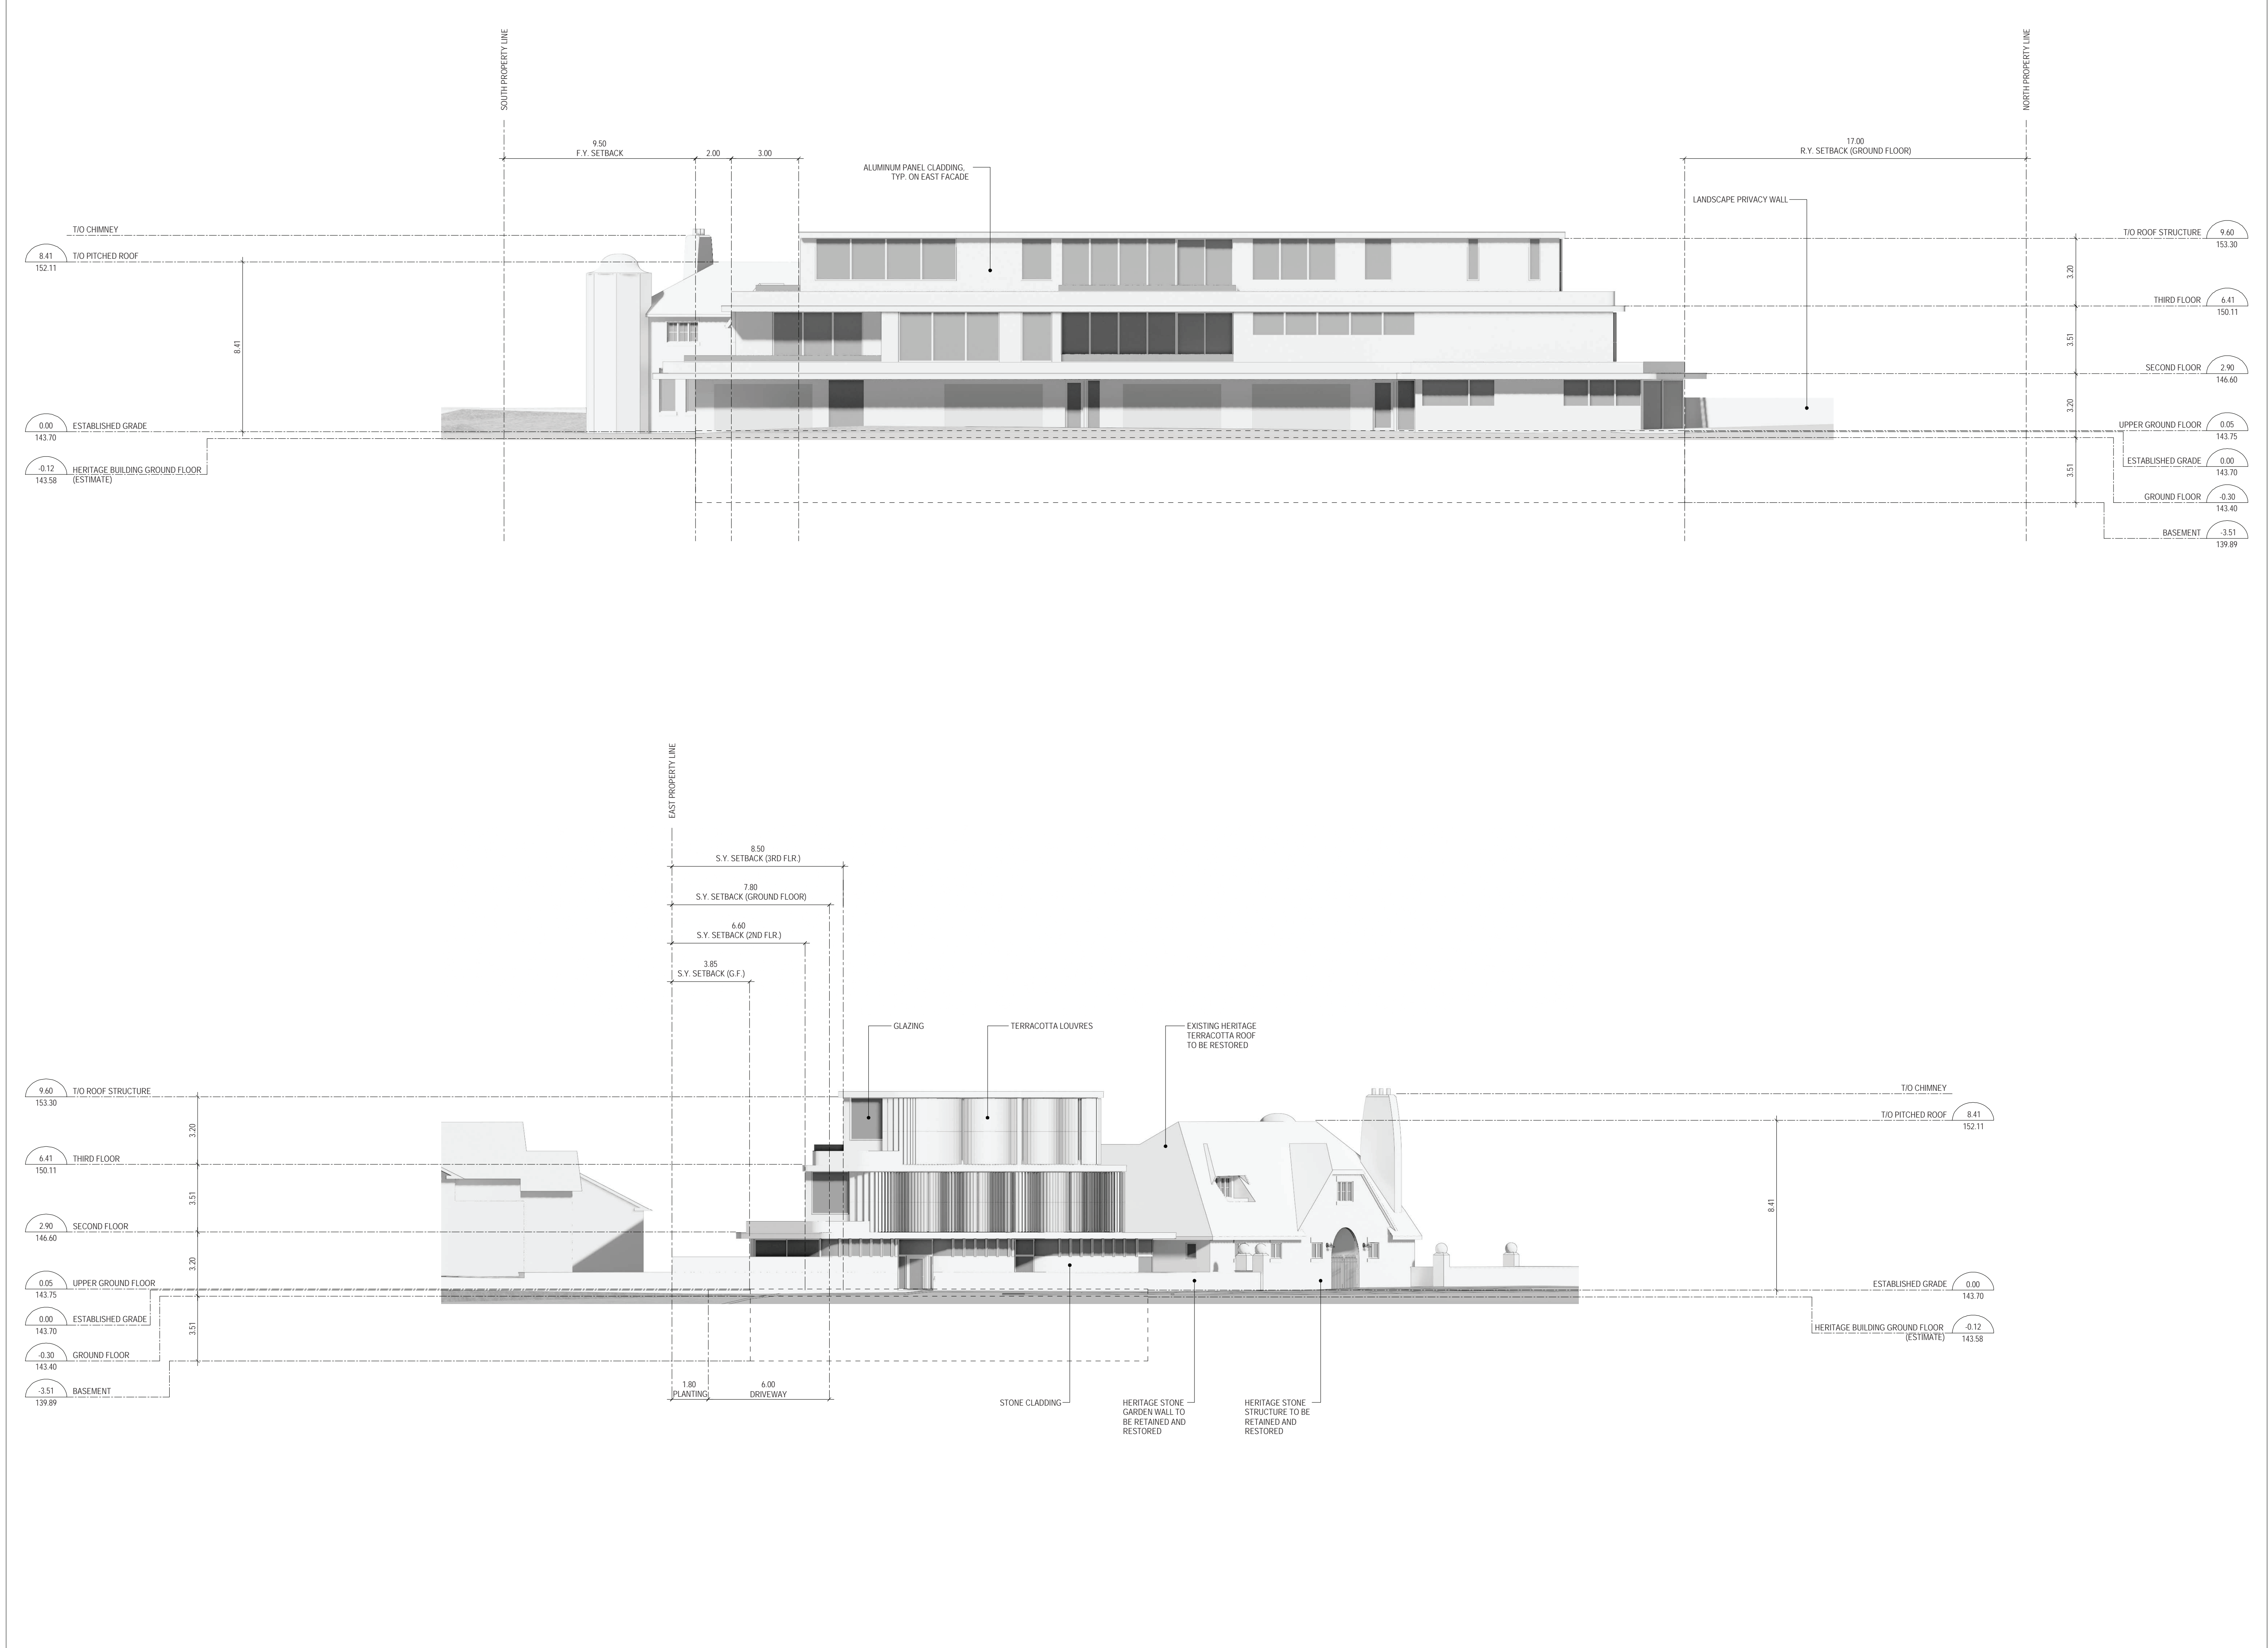 SOUTH PROPERTY LINE
NORTH PROPERTY LINE
9.50
F.Y. SETBACK
2.00
3.00
17.00
R.Y. SETBACK (GROUND FLOOR)
ALUMINUM PANEL CLADDING,
TYP. ON EAST FACADE
LANDSCAPE PRIVACY WALL
T/O CHIMNEY
8.41
T/O PITCHED ROOF
152.11
8.41
0.00
ESTABLISHED GRADE
143.70
-0.12
HERITAGE BUILDING GROUND FLOOR
(ESTIMATE)
143.58
T/O ROOF STRUCTURE
9.60
153.30
3.20
THIRD FLOOR
6.41
150.11
3.51
SECOND FLOOR
2.90
146.60
3.20
UPPER GROUND FLOOR
0.05
143.75
ESTABLISHED GRADE
0.00
143.70
3.51
GROUND FLOOR
-0.30
143.40
BASEMENT
-3.51
139.89
EAST PROPERTY LINE
8.50
S.Y. SETBACK (3RD FLR.)
7.80
S.Y. SETBACK (GROUND FLOOR)
6.60
S.Y. SETBACK (2ND FLR.)
3.85
S.Y. SETBACK (G.F.)
GLAZING
TERRACOTTA LOUVRES
EXISTING HERITAGE
TERRACOTTA ROOF
TO BE RESTORED
9.60
T/O ROOF STRUCTURE
153.30
3.20
6.41
THIRD FLOOR
150.11
3.51
2.90
SECOND FLOOR
146.60
3.20
0.05
UPPER GROUND FLOOR
143.75
0.00
ESTABLISHED GRADE
143.70
3.51
-0.30
GROUND FLOOR
143.40
-3.51
BASEMENT
139.89
T/O CHIMNEY
T/O PITCHED ROOF
8.41
152.11
8.41
ESTABLISHED GRADE
0.00
143.70
HERITAGE BUILDING GROUND FLOOR
(ESTIMATE)
-0.12
143.58
1.80
PLANTING
6.00
DRIVEWAY
STONE CLADDING
HERITAGE STONE
GARDEN WALL TO
BE RETAINED AND
RESTORED
HERITAGE STONE
STRUCTURE TO BE
RETAINED AND
RESTORED